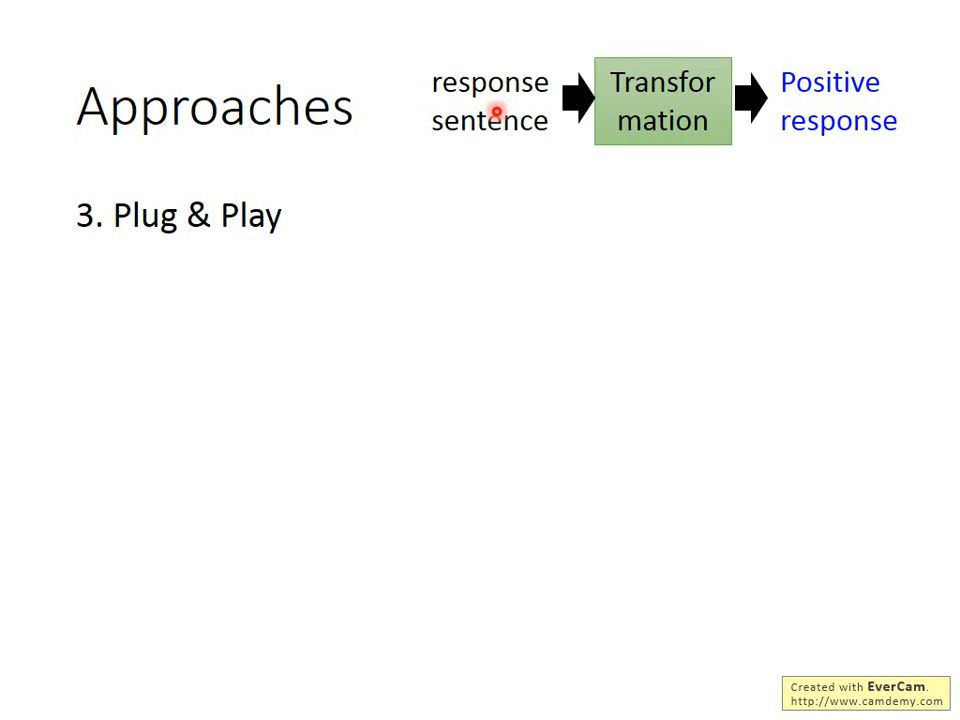 Approaches
response
sentence
Transfor
mation
Positive
response
3. Plug & Play
Created with EverCam.
http://www.camdemy.com